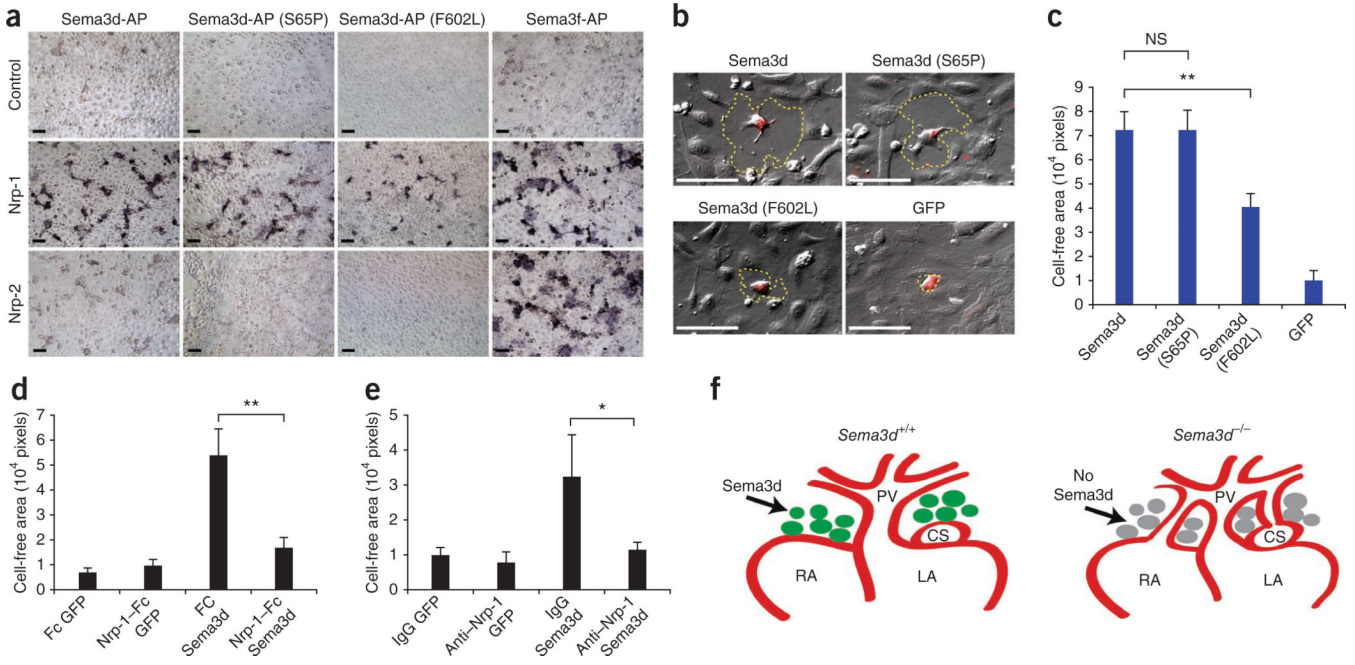 a
Sema3d-AP
Sema3d-AP (S65P)
Sema3d-AP (F602L)
Sema3f-AP
Control
Nrp-1
Nrp-2
b
Sema3d
Sema3d (S65P)
Sema3d (F602L)
GFP
c
NS
**
Cell-free area (10⁴ pixels)
9
8
7
6
5
4
3
2
1
0
Sema3d
Sema3d
(S65P)
Sema3d
(F602L)
GFP
d
**
Cell-free area (10⁴ pixels)
7
6
5
4
3
2
1
0
Fc GFP
Nrp-1–Fc
GFP
FC
Sema3d
Nrp-1–Fc
Sema3d
e
*
Cell-free area (10⁴ pixels)
5
4
3
2
1
0
IgG GFP
Anti–Nrp-1
GFP
IgG
Sema3d
Anti–Nrp-1
Sema3d
f
Sema3d+/+
Sema3d
PV
CS
RA
LA
Sema3d−/−
No
Sema3d
PV
CS
RA
LA